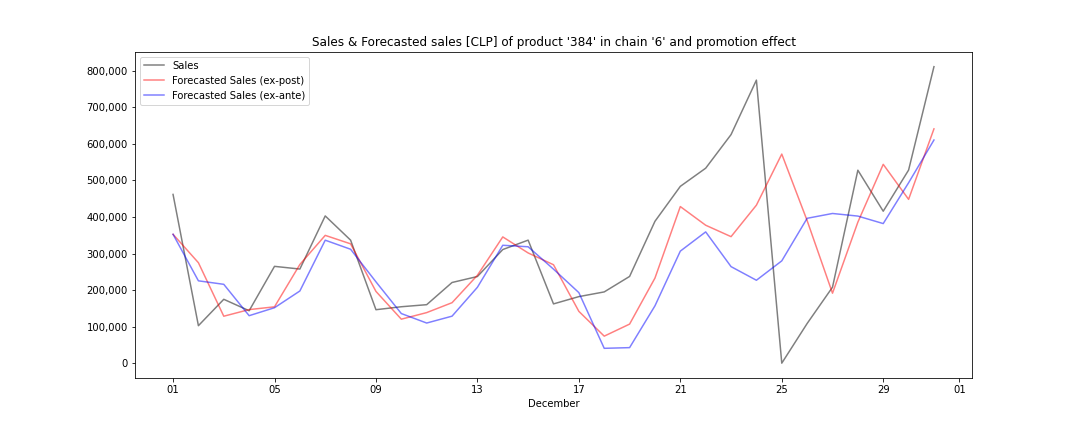 Sales & Forecasted sales [CLP] of product '384' in chain '6' and promotion effect
Sales
Forecasted Sales (ex-post)
Forecasted Sales (ex-ante)
800,000
700,000
600,000
500,000
400,000
300,000
200,000
100,000
0
01 05 09 13 17 21 25 29 01
December